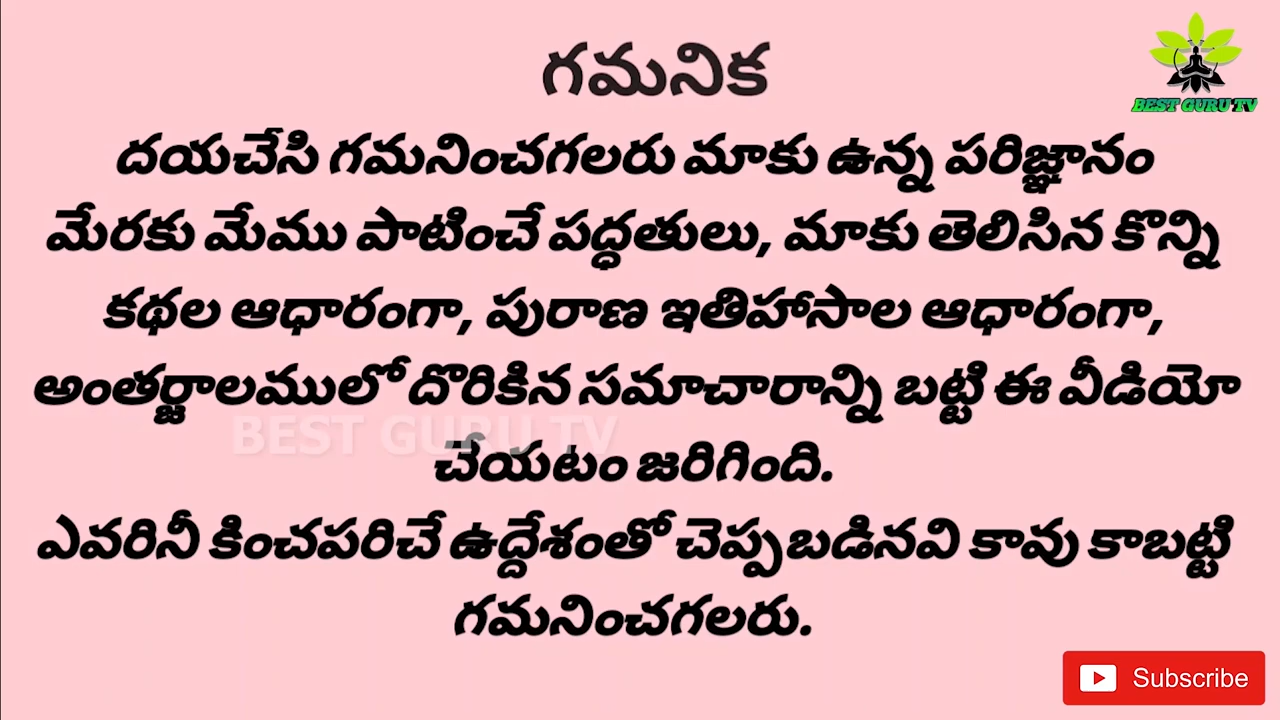 గమనిక
BEST GURU TV
దయచేసి గమనించగలరు మాకు ఉన్న పరిజ్ఞానం
మేరకు మేము పాటించే పద్ధతులు, మాకు తెలిసిన కొన్ని
కథల ఆధారంగా, పురాణ ఇతిహాసాల ఆధారంగా,
అంతర్జాలములో దొరికిన సమాచారాన్ని బట్టి ఈ వీడియో
BEST GURU TV
చేయటం జరిగింది.
ఎవరినీ కించపరిచే ఉద్దేశంతో చెప్పబడినవి కావు కాబట్టి
గమనించగలరు.
Subscribe